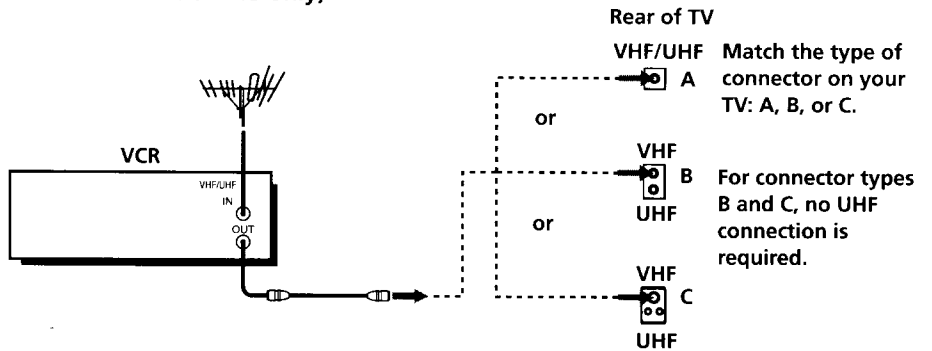 Rear of TV
VHF/UHF
A
Match the type of
connector on your
TV: A, B, or C.
or
VCR
VHF/UHF
IN
OUT
VHF
B
UHF
For connector types
B and C, no UHF
connection is
required.
or
VHF
C
UHF